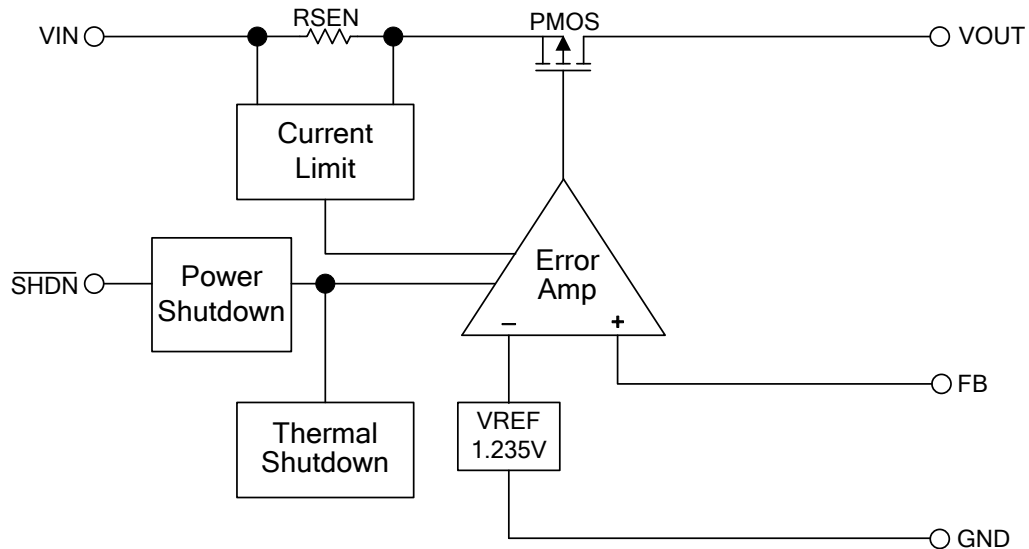 RSEN
PMOS
VIN
VOUT
Current
Limit
Error
Amp
SHDN
Power
Shutdown
– +
FB
VREF
1.235V
Thermal
Shutdown
GND